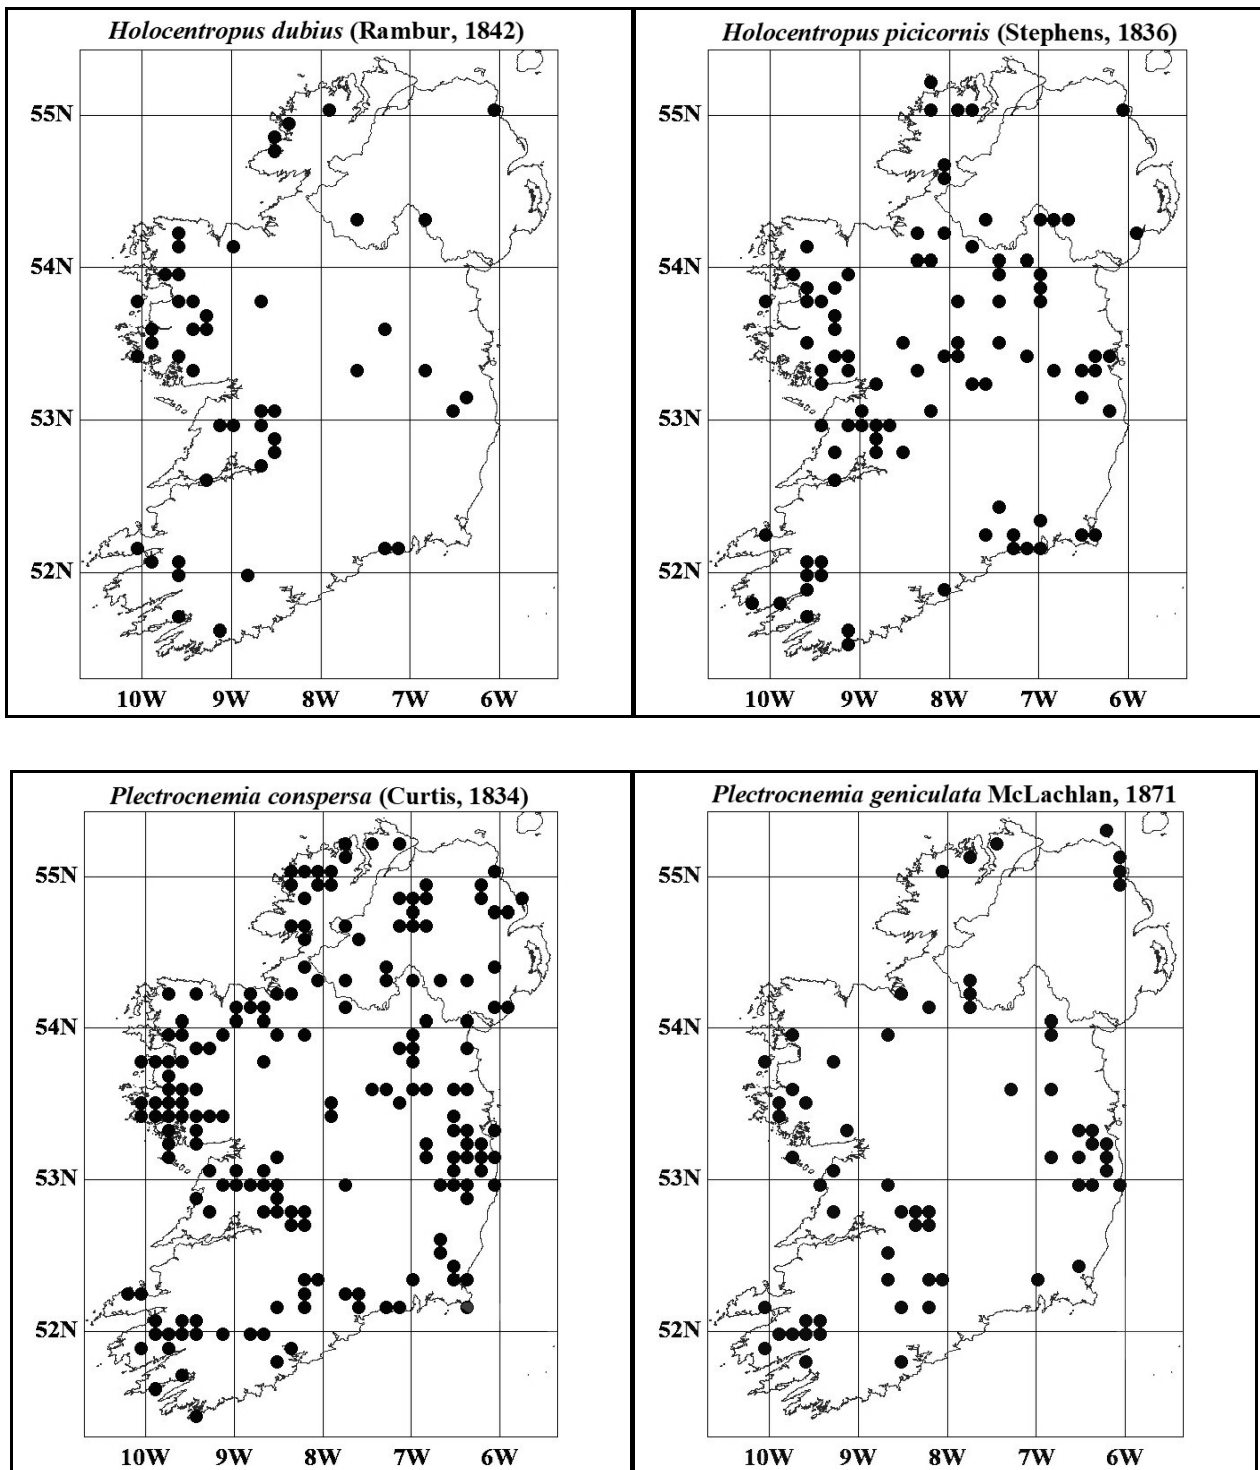 Holocentropus dubius (Rambur, 1842)
55N
54N
53N
52N
10W 9W 8W 7W 6W
Holocentropus picicornis (Stephens, 1836)
55N
54N
53N
52N
10W 9W 8W 7W 6W
Plectrocnemia conspersa (Curtis, 1834)
55N
54N
53N
52N
10W 9W 8W 7W 6W
Plectrocnemia geniculata McLachlan, 1871
55N
54N
53N
52N
10W 9W 8W 7W 6W